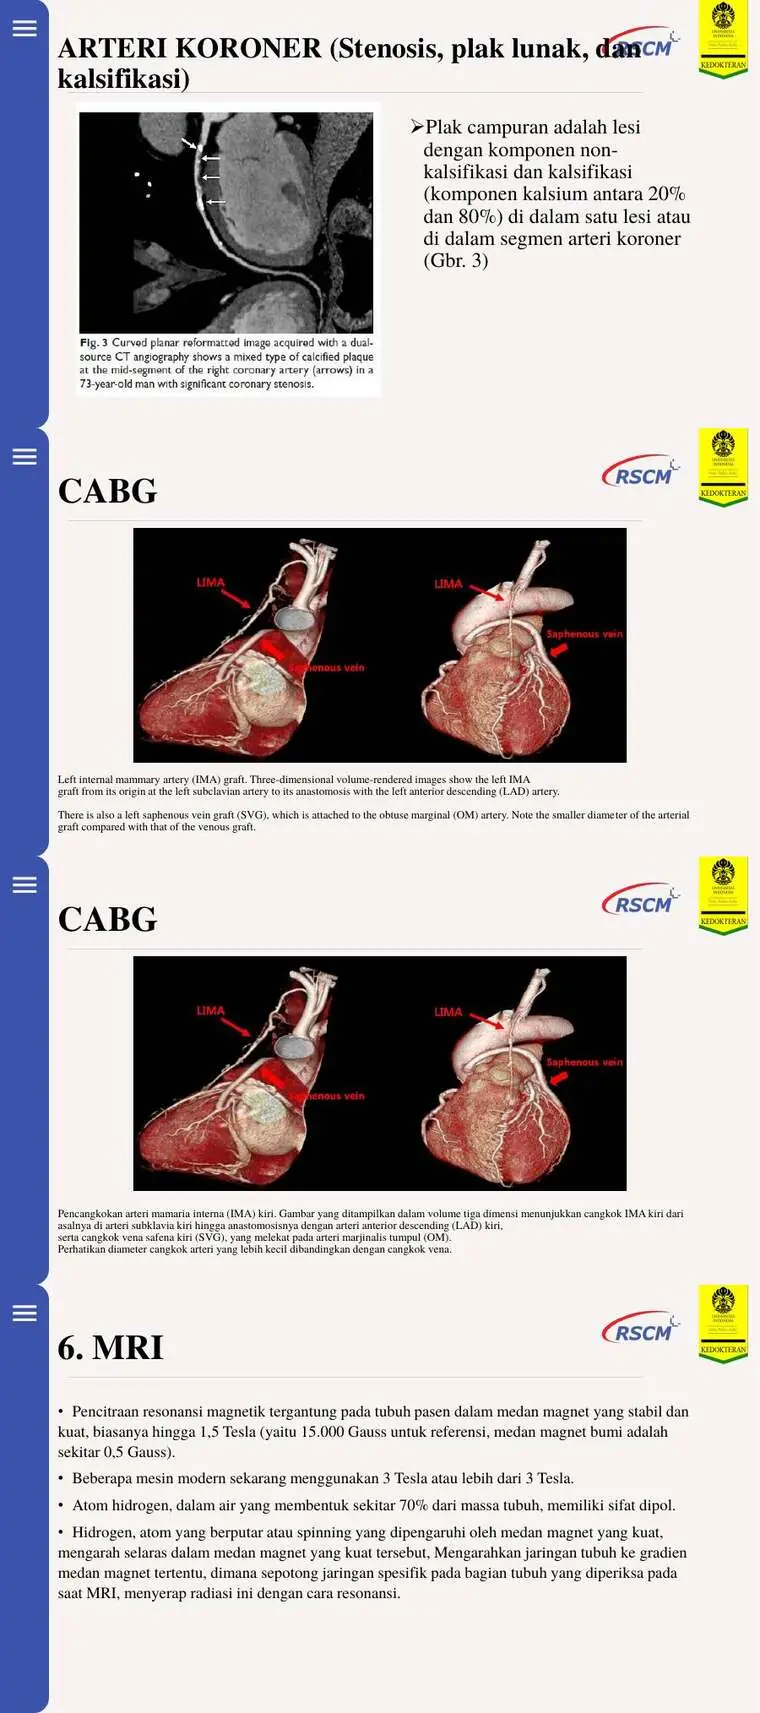 ARTERI KORONER (Stenosis, plak lunak, dan
kalsifikasi)
RSCM
UNIVERSITAS
INDONESIA
KEDOKTERAN
➢Plak campuran adalah lesi
dengan komponen non-
kalsifikasi dan kalsifikasi
(komponen kalsium antara 20%
dan 80%) di dalam satu lesi atau
di dalam segmen arteri koroner
(Gbr. 3)
Fig. 3 Curved planar reformatted image acquired with a dual-
source CT angiography shows a mixed type of calcified plaque
at the mid-segment of the right coronary artery (arrows) in a
73-year-old man with significant coronary stenosis.
CABG
RSCM
UNIVERSITAS
INDONESIA
KEDOKTERAN
LIMA
Saphenous vein
LIMA
Saphenous vein
Left internal mammary artery (IMA) graft. Three-dimensional volume-rendered images show the left IMA
graft from its origin at the left subclavian artery to its anastomosis with the left anterior descending (LAD) artery.
There is also a left saphenous vein graft (SVG), which is attached to the obtuse marginal (OM) artery. Note the smaller diameter of the arterial
graft compared with that of the venous graft.
CABG
RSCM
UNIVERSITAS
INDONESIA
KEDOKTERAN
LIMA
Saphenous vein
LIMA
Saphenous vein
Pencangkokan arteri mamaria interna (IMA) kiri. Gambar yang ditampilkan dalam volume tiga dimensi menunjukkan cangkok IMA kiri dari
asalnya di arteri subklavia kiri hingga anastomosisnya dengan arteri anterior descending (LAD) kiri,
serta cangkok vena safena kiri (SVG), yang melekat pada arteri marjinalis tumpul (OM).
Perhatikan diameter cangkok arteri yang lebih kecil dibandingkan dengan cangkok vena.
6. MRI
RSCM
UNIVERSITAS
INDONESIA
KEDOKTERAN
• Pencitraan resonansi magnetik tergantung pada tubuh pasen dalam medan magnet yang stabil dan
kuat, biasanya hingga 1,5 Tesla (yaitu 15.000 Gauss untuk referensi, medan magnet bumi adalah
sekitar 0,5 Gauss).
• Beberapa mesin modern sekarang menggunakan 3 Tesla atau lebih dari 3 Tesla.
• Atom hidrogen, dalam air yang membentuk sekitar 70% dari massa tubuh, memiliki sifat dipol.
• Hidrogen, atom yang berputar atau spinning yang dipengaruhi oleh medan magnet yang kuat,
mengarah selaras dalam medan magnet yang kuat tersebut, Mengarahkan jaringan tubuh ke gradien
medan magnet tertentu, dimana sepotong jaringan spesifik pada bagian tubuh yang diperiksa pada
saat MRI, menyerap radiasi ini dengan cara resonansi.